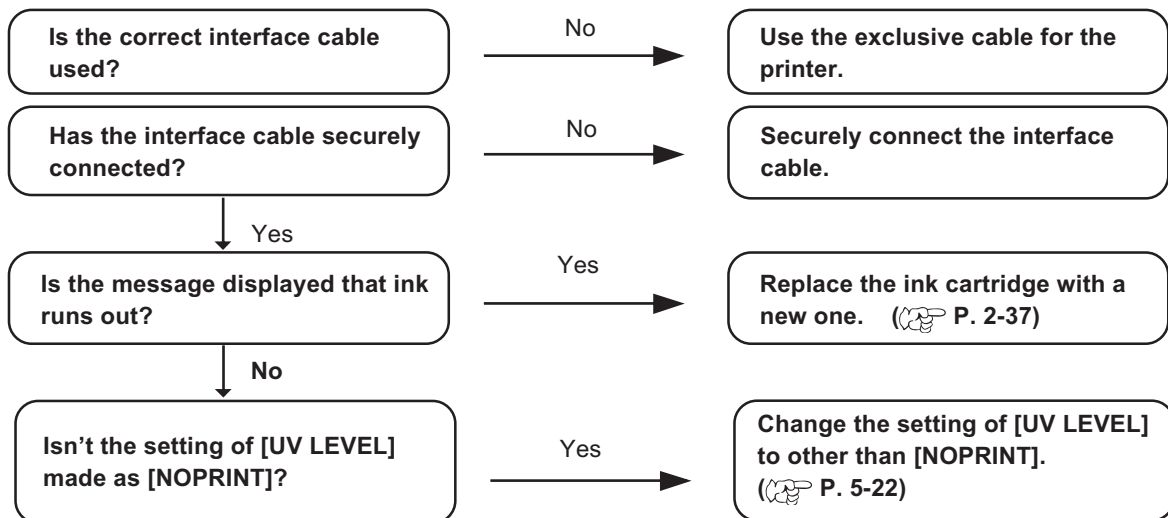 Is the correct interface cable
used?
No
Use the exclusive cable for the
printer.
Has the interface cable securely
connected?
No
Securely connect the interface
cable.
Yes
Is the message displayed that ink
runs out?
Yes
Replace the ink cartridge with a
new one. ( P. 2-37)
No
Isn't the setting of [UV LEVEL]
made as [NOPRINT]?
Yes
Change the setting of [UV LEVEL]
to other than [NOPRINT].
( P. 5-22)